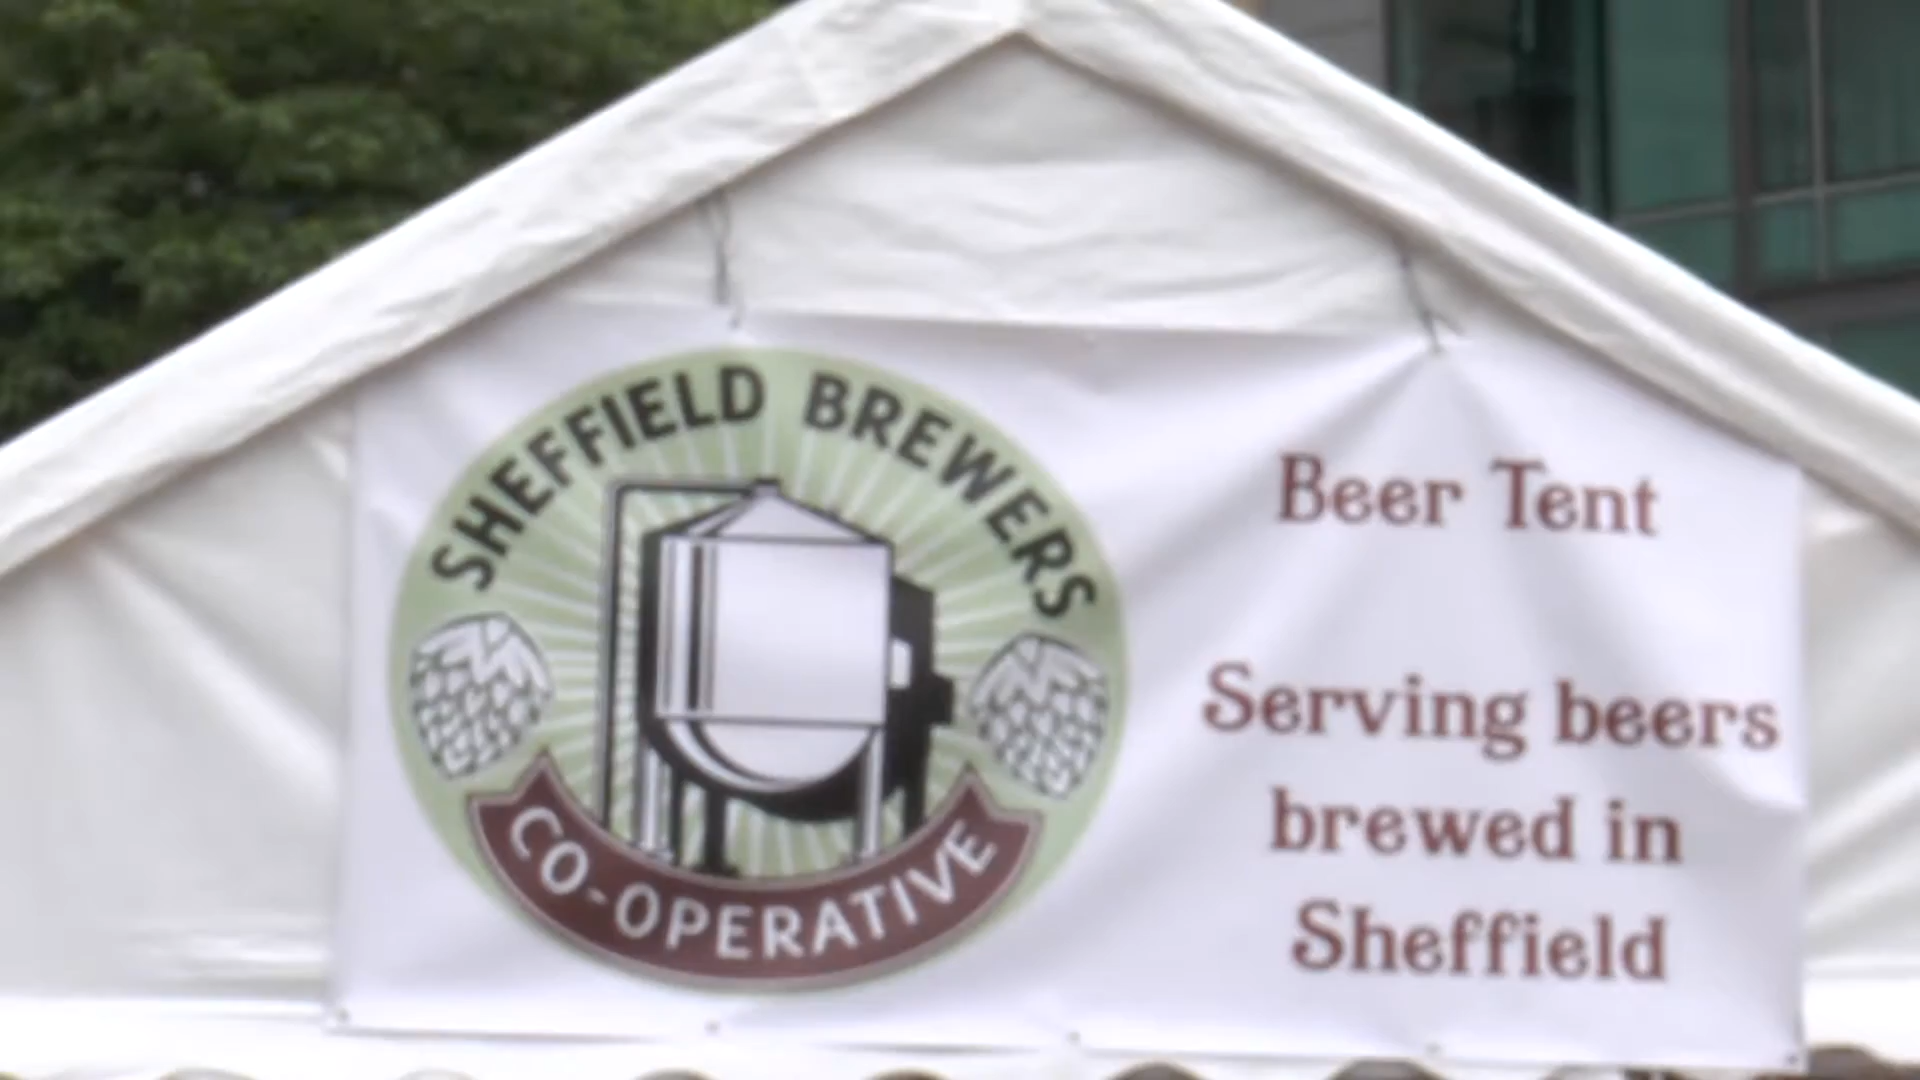 SHEFFIELD BREWERS
CO-OPERATIVE
Beer Tent
Serving beers
brewed in
Sheffield